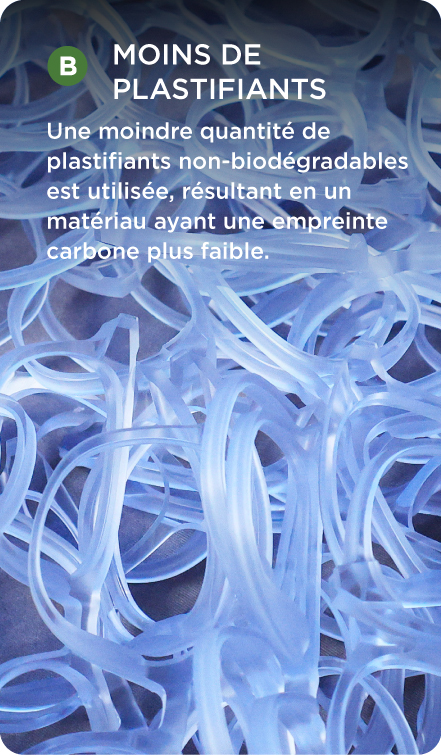 B MOINS DE
PLASTIFIANTS
Une moindre quantité de
plastifiants non-biodégradables
est utilisée, résultant en un
matériau ayant une empreinte
carbone plus faible.